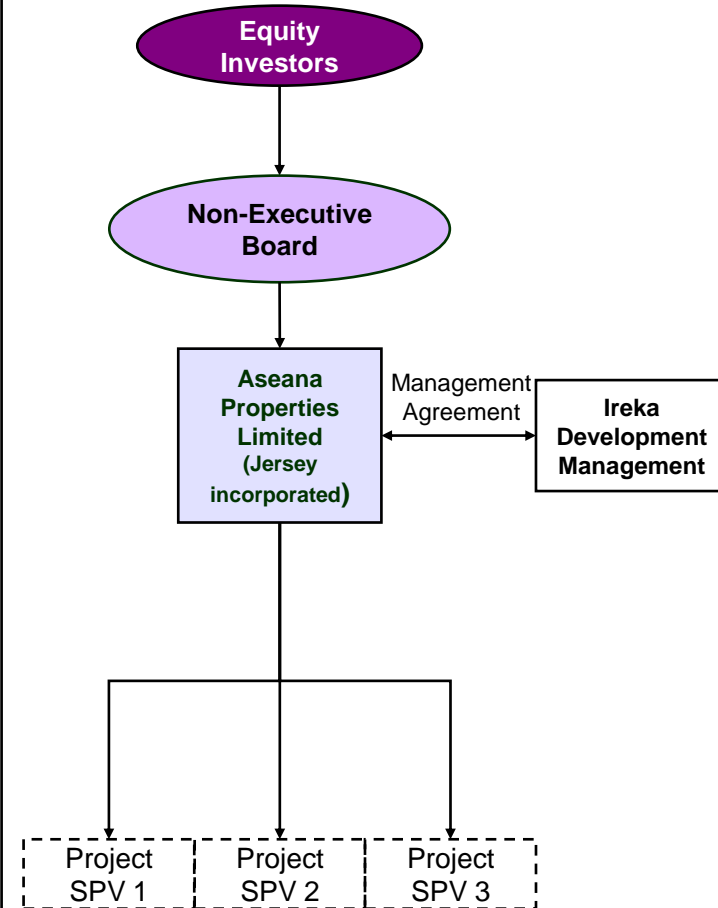 Equity
Investors
Non-Executive
Board
Aseana
Properties
Limited
(Jersey
incorporated)
Management
Agreement
Ireka
Development
Management
Project
SPV 1
Project
SPV 2
Project
SPV 3